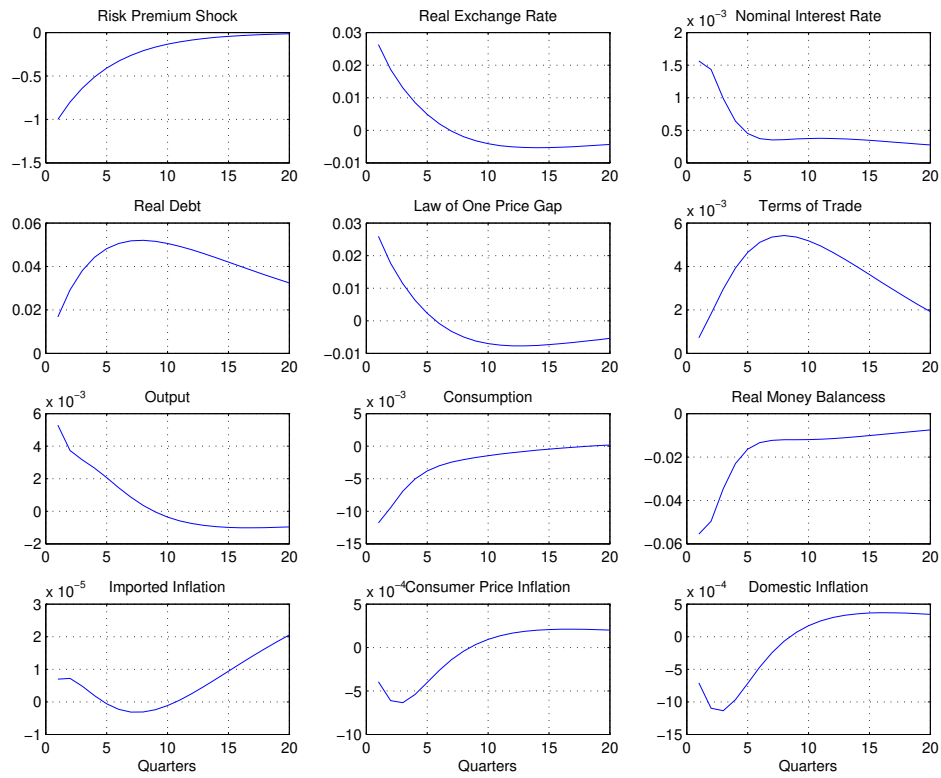 Risk Premium Shock
0
−0.5
−1
−1.5
0 5 10 15 20
Real Exchange Rate
0.03
0.02
0.01
0
−0.01
0 5 10 15 20
Nominal Interest Rate
x 10−3
2
1.5
1
0.5
0
0 5 10 15 20
Real Debt
0.06
0.04
0.02
0
0 5 10 15 20
Law of One Price Gap
0.03
0.02
0.01
0
−0.01
0 5 10 15 20
Terms of Trade
x 10−3
6
4
2
0
0 5 10 15 20
Output
x 10−3
6
4
2
0
−2
0 5 10 15 20
Consumption
x 10−3
5
0
−5
−10
−15
0 5 10 15 20
Real Money Balancess
0
−0.02
−0.04
−0.06
0 5 10 15 20
Imported Inflation
x 10−5
3
2
1
0
−1
0 5 10 15 20
Quarters
Consumer Price Inflation
x 10−4
5
0
−5
−10
0 5 10 15 20
Quarters
Domestic Inflation
x 10−4
5
0
−5
−10
−15
0 5 10 15 20
Quarters